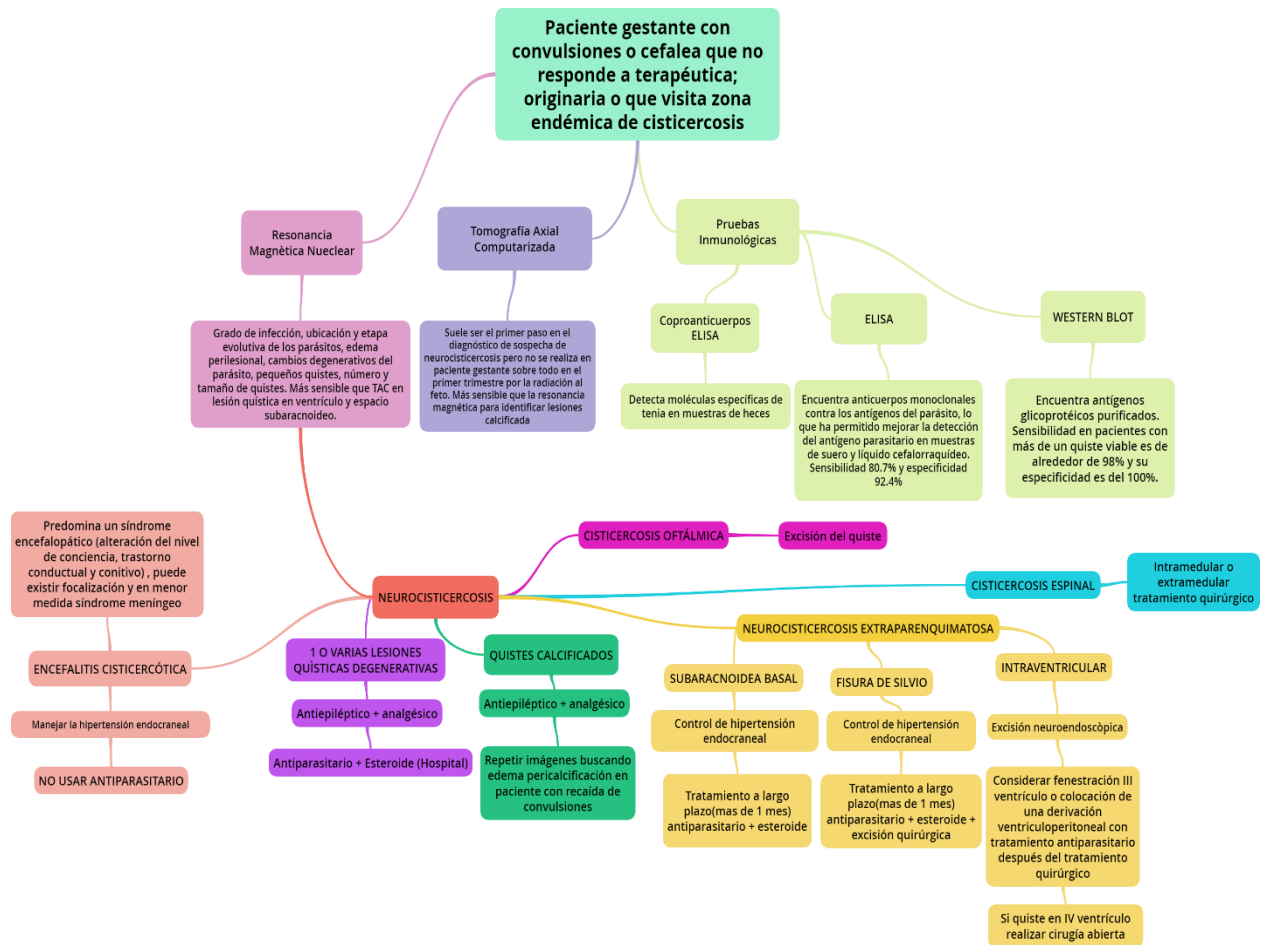 Paciente gestante con
convulsiones o cefalea que no
responde a terapéutica;
originaria o que visita zona
endémica de cisticercosis
Resonancia
Magnètica Nueclear
Tomografía Axial
Computarizada
Pruebas
Inmunológicas
Grado de infección, ubicación y etapa
evolutiva de los parásitos, edema
perilesional, cambios degenerativos del
parásito, pequeños quistes, número y
tamaño de quistes. Más sensible que TAC en
lesión quística en ventrículo y espacio
subaracnoideo.
Suele ser el primer paso en el
diagnóstico de sospecha de
neurocisticercosis pero no se realiza en
paciente gestante sobre todo en el
primer trimestre por la radiación al
feto. Más sensible que la resonancia
magnética para identificar lesiones
calcificada
Coproanticuerpos
ELISA
Detecta moléculas específicas de
tenia en muestras de heces
ELISA
Encuentra anticuerpos monoclonales
contra los antígenos del parásito, lo
que ha permitido mejorar la detección
del antígeno parasitario en muestras
de suero y líquido cefalorraquídeo.
Sensibilidad 80.7% y especificidad
92.4%
WESTERN BLOT
Encuentra antígenos
glicoprotéicos purificados.
Sensibilidad en pacientes con
más de un quiste viable es de
alrededor de 98% y su
especificidad es del 100%.
NEUROCISTICERCOSIS
Predomina un síndrome
encefalopático (alteración del nivel
de conciencia, trastorno
conductual y conitivo) , puede
existir focalización y en menor
medida síndrome meníngeo
ENCEFALITIS CISTICERCÓTICA
Manejar la hipertensión endocraneal
NO USAR ANTIPARASITARIO
1 O VARIAS LESIONES
QUÌSTICAS DEGENERATIVAS
Antiepiléptico + analgésico
Antiparasitario + Esteroide (Hospital)
QUISTES CALCIFICADOS
Antiepiléptico + analgésico
Repetir imágenes buscando
edema pericalcificación en
paciente con recaída de
convulsiones
CISTICERCOSIS OFTÁLMICA
Excisión del quiste
CISTICERCOSIS ESPINAL
Intramedular o
extramedular
tratamiento quirúrgico
NEUROCISTICERCOSIS EXTRAPARENQUIMATOSA
SUBARACNOIDEA BASAL
Control de hipertensión
endocraneal
Tratamiento a largo
plazo(mas de 1 mes)
antiparasitario + esteroide
FISURA DE SILVIO
Control de hipertensión
endocraneal
Tratamiento a largo
plazo(mas de 1 mes)
antiparasitario + esteroide +
excisión quirúrgica
INTRAVENTRICULAR
Excisión neuroendoscòpica
Considerar fenestración III
ventrículo o colocación de
una derivación
ventriculoperitoneal con
tratamiento antiparasitario
después del tratamiento
quirúrgico
Si quiste en IV ventrículo
realizar cirugía abierta